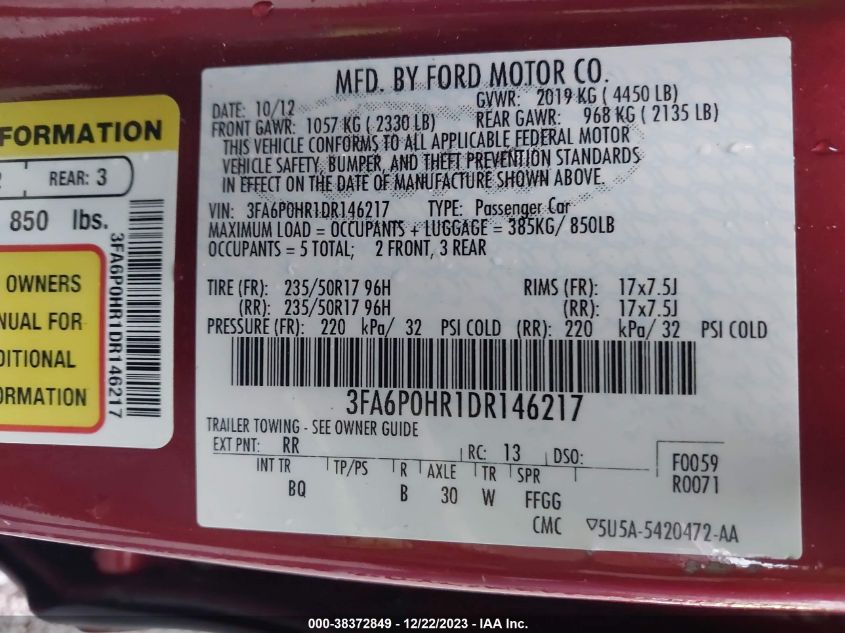 FORMATION
REAR: 3
850 lbs.
OWNERS
NUAL FOR
DITIONAL
ORMATION
3FA6P0HR1DR146217
MFD. BY FORD MOTOR CO.
DATE: 10/12 GVWR: 2019 KG ( 4450 LB)
FRONT GAWR: 1057 KG ( 2330 LB) REAR GAWR: 968 KG ( 2135 LB)
THIS VEHICLE CONFORMS TO ALL APPLICABLE FEDERAL MOTOR
VEHICLE SAFETY, BUMPER, AND THEFT PREVENTION STANDARDS
IN EFFECT ON THE DATE OF MANUFACTURE SHOWN ABOVE.
VIN: 3FA6P0HR1DR146217 TYPE: Passenger Car
MAXIMUM LOAD = OCCUPANTS + LUGGAGE = 385KG/ 850LB
OCCUPANTS = 5 TOTAL; 2 FRONT, 3 REAR
TIRE (FR): 235/50R17 96H RIMS (FR): 17x7.5J
(RR): 235/50R17 96H (RR): 17x7.5J
PRESSURE (FR): 220 kPa/ 32 PSI COLD (RR): 220 kPa/ 32 PSI COLD
3FA6P0HR1DR146217
TRAILER TOWING - SEE OWNER GUIDE
EXT PNT: RR RC: 13 DSO: F0059
INT TR TP/PS R AXLE TR SPR R0071
BQ B 30 W FFGG
CMC ▽5U5A-5420472-AA
000-38372849 - 12/22/2023 - IAA Inc.